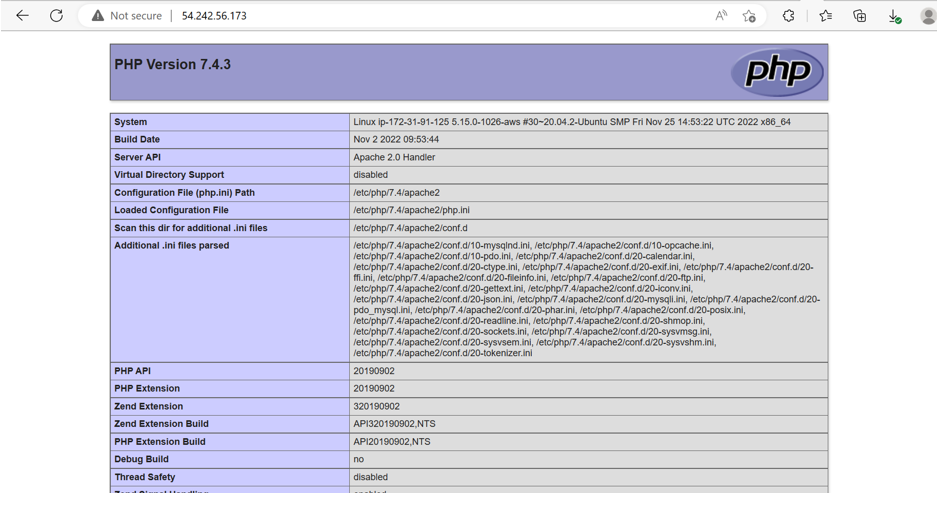 Not secure | 54.242.56.173
PHP Version 7.4.3
php
System Linux ip-172-31-91-125 5.15.0-1026-aws #30~20.04.2-Ubuntu SMP Fri Nov 25 14:53:22 UTC 2022 x86_64
Build Date Nov 2 2022 09:53:44
Server API Apache 2.0 Handler
Virtual Directory Support disabled
Configuration File (php.ini) Path /etc/php/7.4/apache2
Loaded Configuration File /etc/php/7.4/apache2/php.ini
Scan this dir for additional .ini files /etc/php/7.4/apache2/conf.d
Additional .ini files parsed /etc/php/7.4/apache2/conf.d/10-mysqlnd.ini, /etc/php/7.4/apache2/conf.d/10-opcache.ini,
/etc/php/7.4/apache2/conf.d/10-pdo.ini, /etc/php/7.4/apache2/conf.d/20-calendar.ini,
/etc/php/7.4/apache2/conf.d/20-ctype.ini, /etc/php/7.4/apache2/conf.d/20-exif.ini, /etc/php/7.4/apache2/conf.d/20-
ffi.ini, /etc/php/7.4/apache2/conf.d/20-fileinfo.ini, /etc/php/7.4/apache2/conf.d/20-ftp.ini,
/etc/php/7.4/apache2/conf.d/20-gettext.ini, /etc/php/7.4/apache2/conf.d/20-iconv.ini,
/etc/php/7.4/apache2/conf.d/20-json.ini, /etc/php/7.4/apache2/conf.d/20-mysqli.ini, /etc/php/7.4/apache2/conf.d/20-
pdo_mysql.ini, /etc/php/7.4/apache2/conf.d/20-phar.ini, /etc/php/7.4/apache2/conf.d/20-posix.ini,
/etc/php/7.4/apache2/conf.d/20-readline.ini, /etc/php/7.4/apache2/conf.d/20-shmop.ini,
/etc/php/7.4/apache2/conf.d/20-sockets.ini, /etc/php/7.4/apache2/conf.d/20-sysvmsg.ini,
/etc/php/7.4/apache2/conf.d/20-sysvsem.ini, /etc/php/7.4/apache2/conf.d/20-sysvshm.ini,
/etc/php/7.4/apache2/conf.d/20-tokenizer.ini
PHP API 20190902
PHP Extension 20190902
Zend Extension 320190902
Zend Extension Build API320190902,NTS
PHP Extension Build API20190902,NTS
Debug Build no
Thread Safety disabled